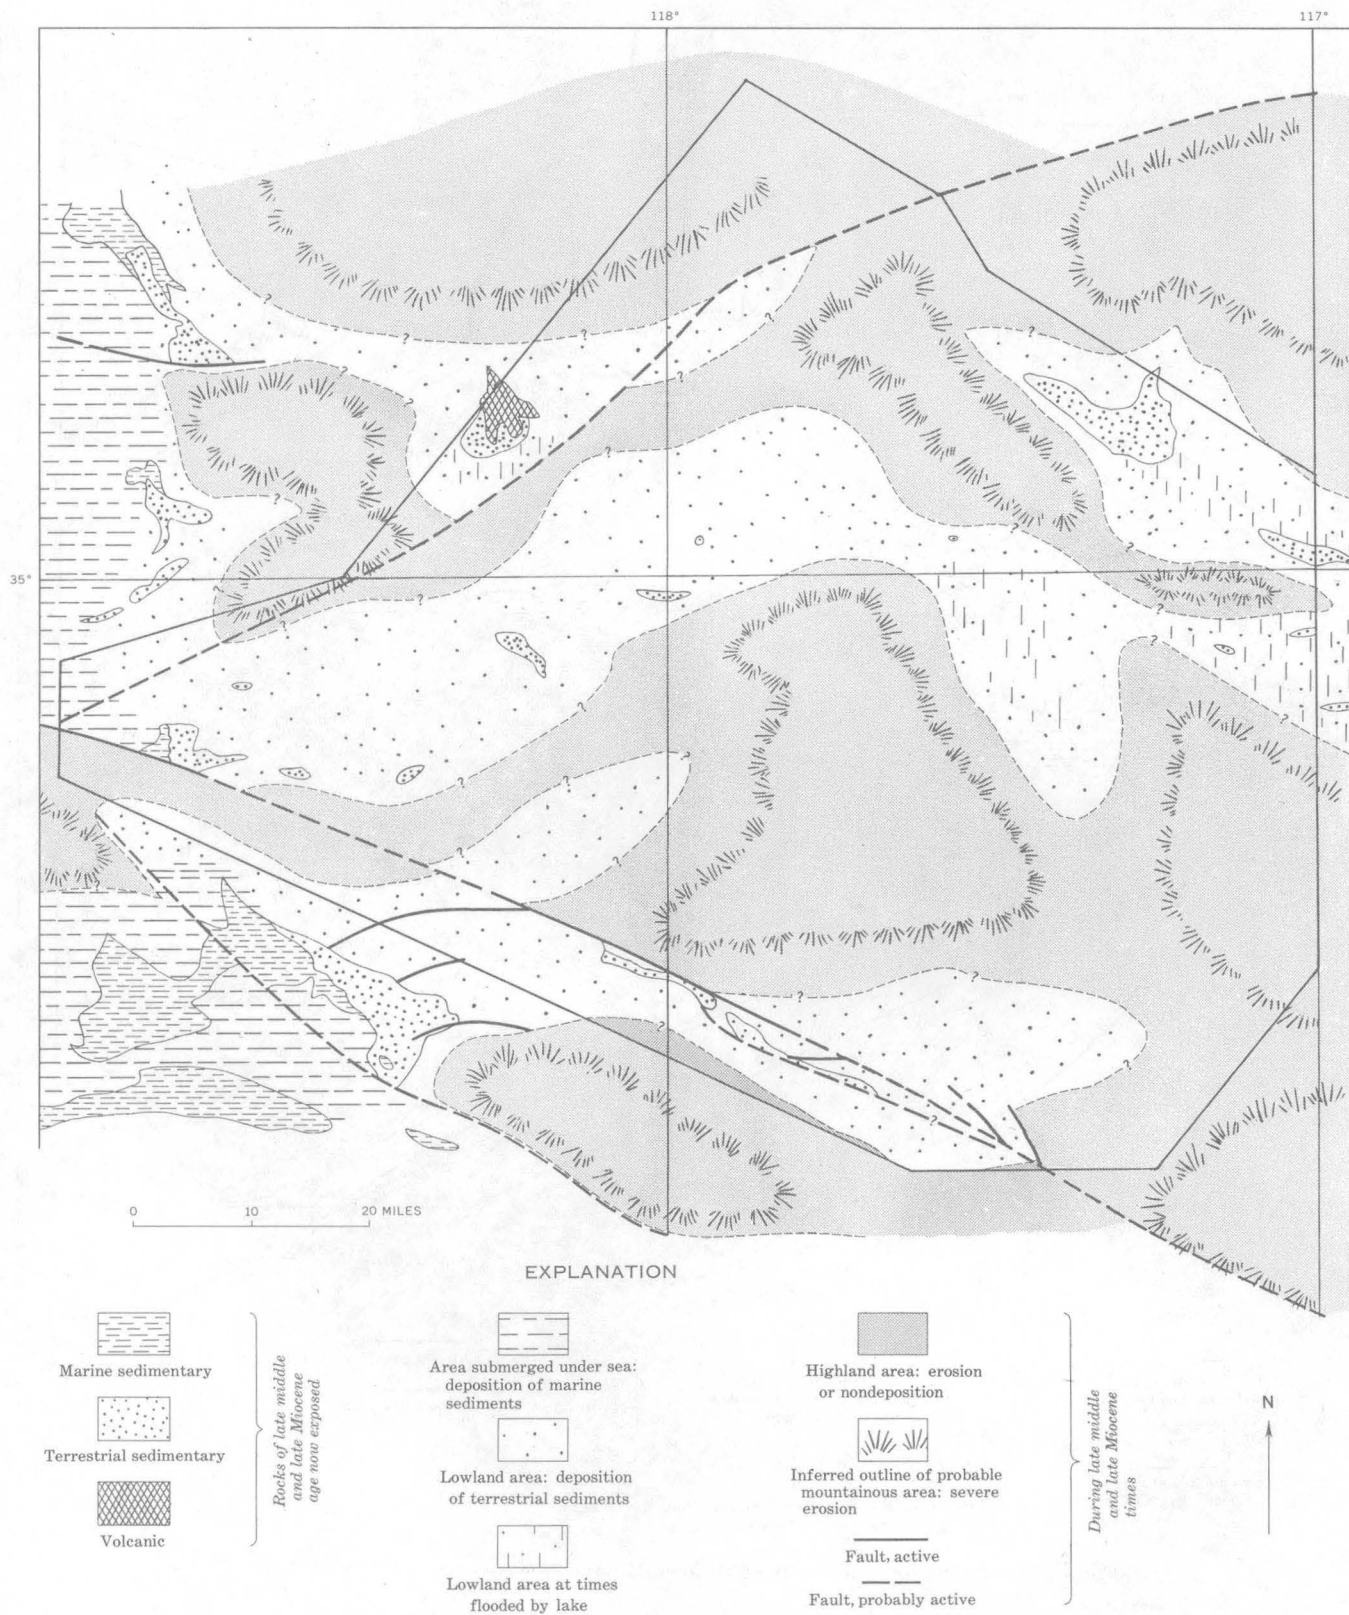 118°
117°
35°
0 10 20 MILES
EXPLANATION
Marine sedimentary
Terrestrial sedimentary
Volcanic
Rocks of late middle
and late Miocene
age now exposed
Area submerged under sea:
deposition of marine
sediments
Lowland area: deposition
of terrestrial sediments
Lowland area at times
flooded by lake
Highland area: erosion
or nondeposition
Inferred outline of probable
mountainous area: severe
erosion
Fault, active
Fault, probably active
During late middle
and late Miocene
times
N